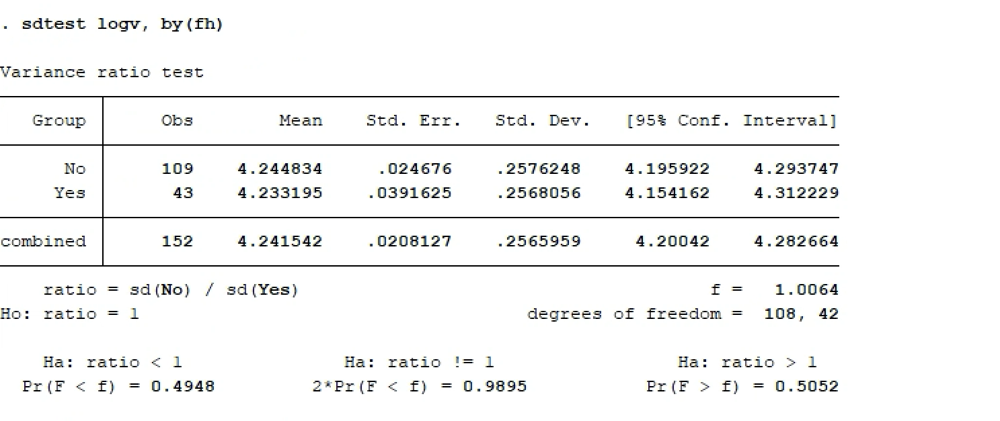 . sdtest logv, by(fh)
Variance ratio test
Group Obs Mean Std. Err. Std. Dev. [95% Conf. Interval]
No 109 4.244834 .024676 .2576248 4.195922 4.293747
Yes 43 4.233195 .0391625 .2568056 4.154162 4.312229
combined 152 4.241542 .0208127 .2565959 4.20042 4.282664
ratio = sd(No) / sd(Yes) f = 1.0064
Ho: ratio = 1 degrees of freedom = 108, 42
Ha: ratio < 1 Ha: ratio != 1 Ha: ratio > 1
Pr(F < f) = 0.4948 2*Pr(F < f) = 0.9895 Pr(F > f) = 0.5052